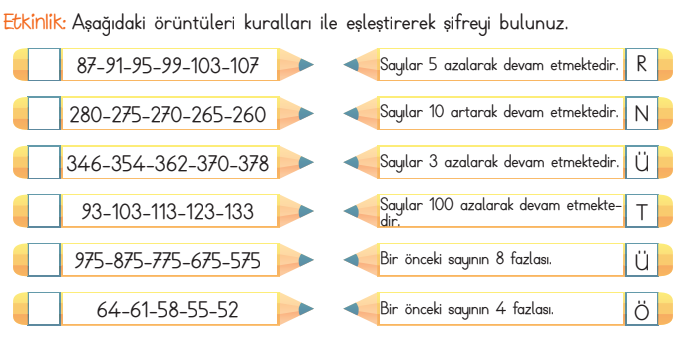 Etkinlik: Aşağıdaki örüntüleri kuralları ile eşleştirerek şifreyi bulunuz.
87-91-95-99-103-107
Sayılar 5 azalarak devam etmektedir. R
280-275-270-265-260
Sayılar 10 artarak devam etmektedir. N
346-354-362-370-378
Sayılar 3 azalarak devam etmektedir. Ü
93-103-113-123-133
Sayılar 100 azalarak devam etmekte-
dir. T
975-875-775-675-575
Bir önceki sayının 8 fazlası. Ü
64-61-58-55-52
Bir önceki sayının 4 fazlası. Ö